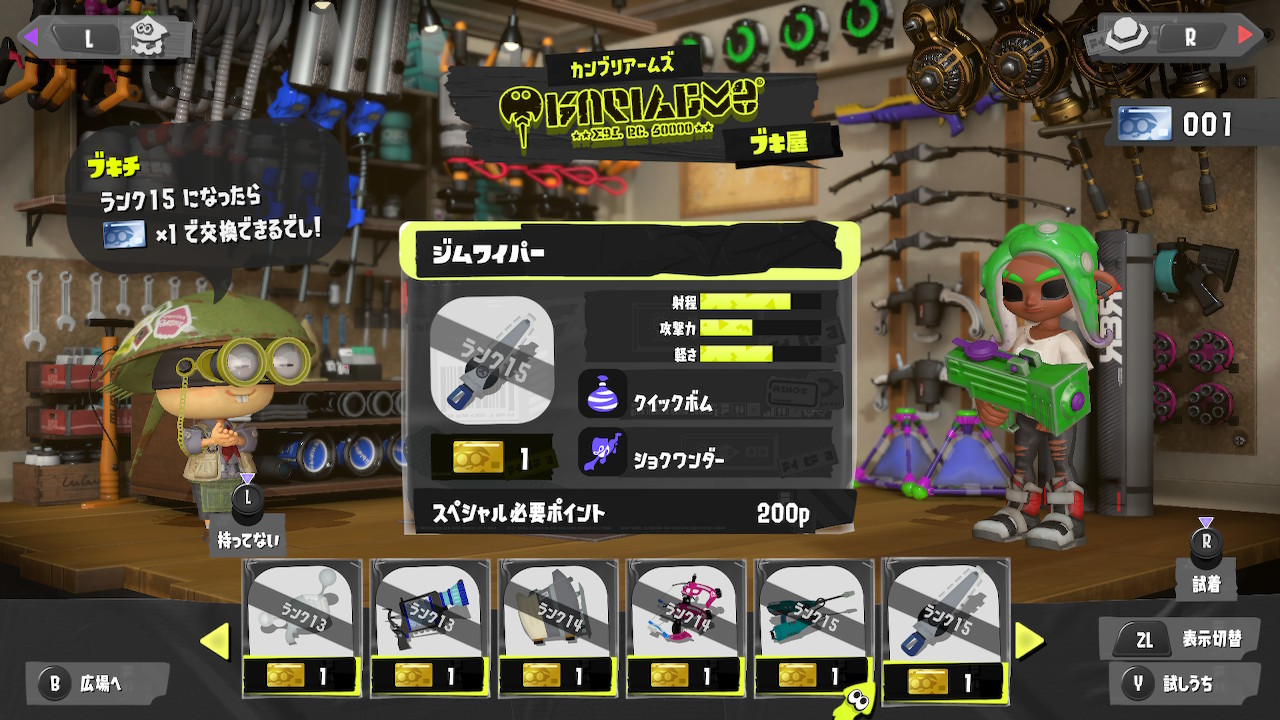 L
R
カンブリアームズ
ブキ屋
001
ブキチ
ランク15 になったら
×1 で交換できるでし!
ジムワイパー
ランク15
射程
攻撃力
軽さ
クイックボム
1
ショクワンダー
スペシャル必要ポイント 200p
L
持ってない
R
試着
ランク13
ランク13
ランク14
ランク14
ランク15
ランク15
1
1
1
1
1
1
B 広場へ
ZL 表示切替
Y 試しうち